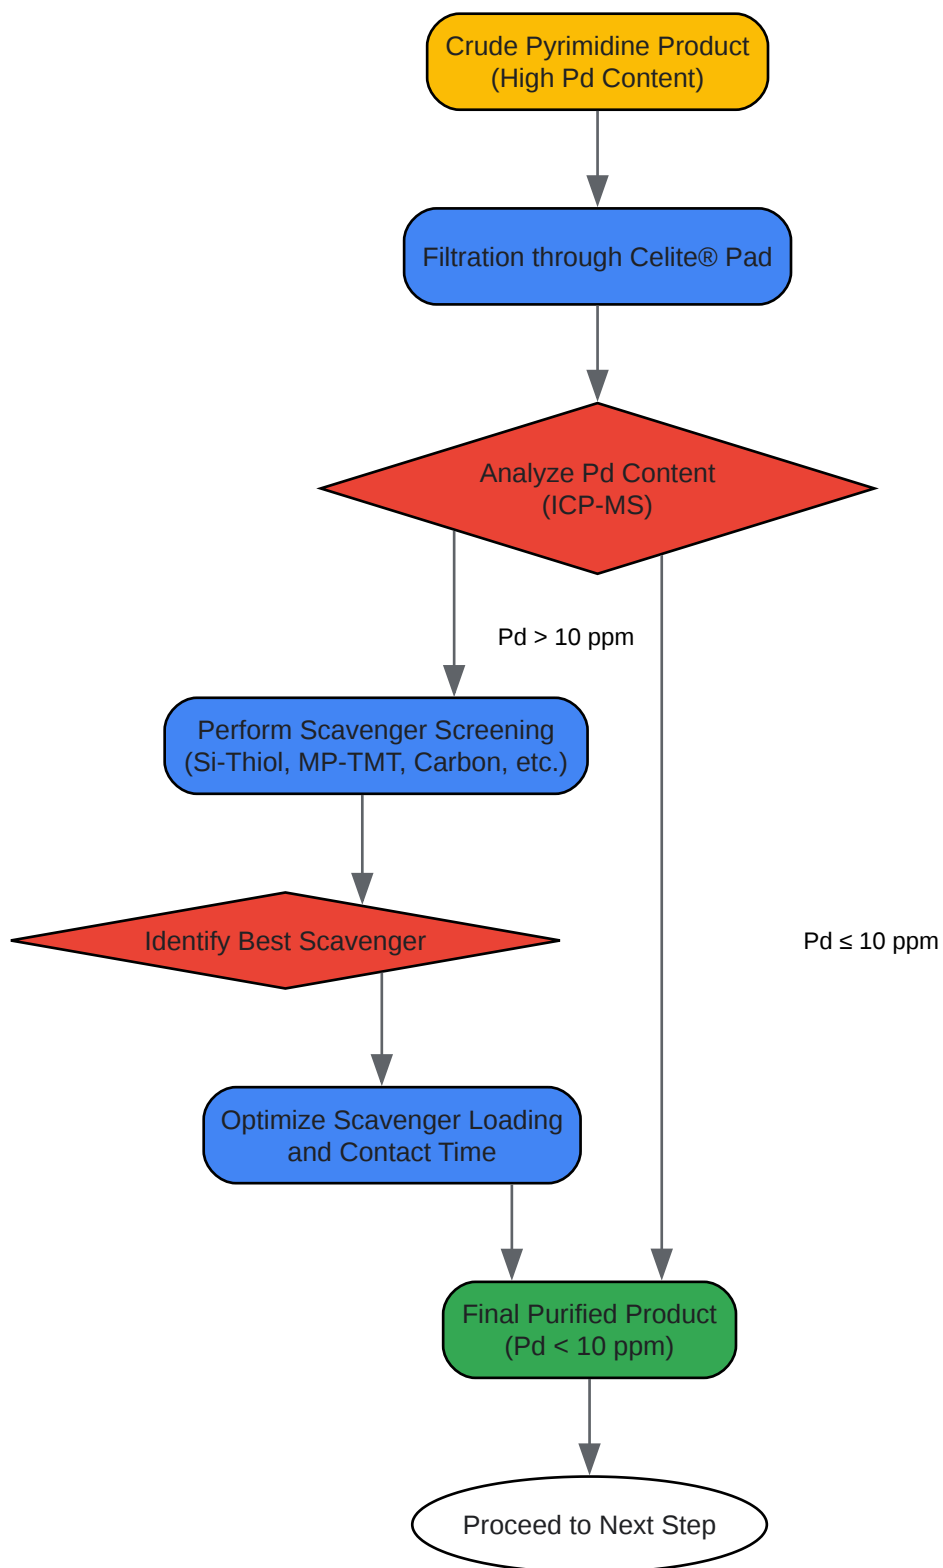 Crude Pyrimidine Product
(High Pd Content)
Filtration through Celite® Pad
Analyze Pd Content
(ICP-MS)
Pd > 10 ppm
Perform Scavenger Screening
(Si-Thiol, MP-TMT, Carbon, etc.)
Identify Best Scavenger
Pd ≤ 10 ppm
Optimize Scavenger Loading
and Contact Time
Final Purified Product
(Pd < 10 ppm)
Proceed to Next Step